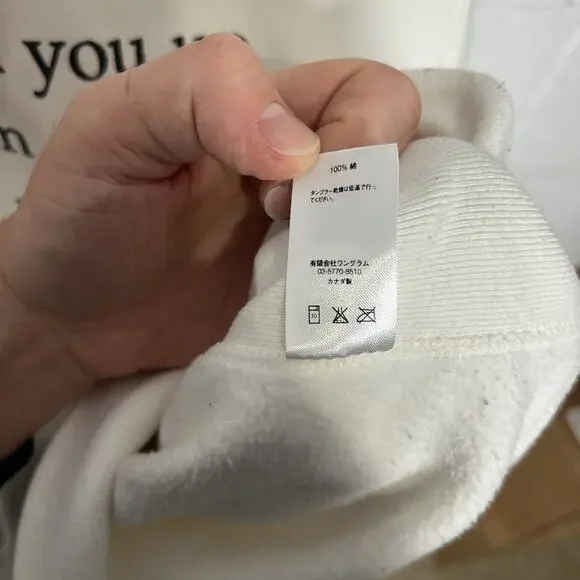 you
100% 綿
タンブラー乾燥は低温で行っ
てください。
有限会社ワングラム
03-5770-8510
カナダ製
30